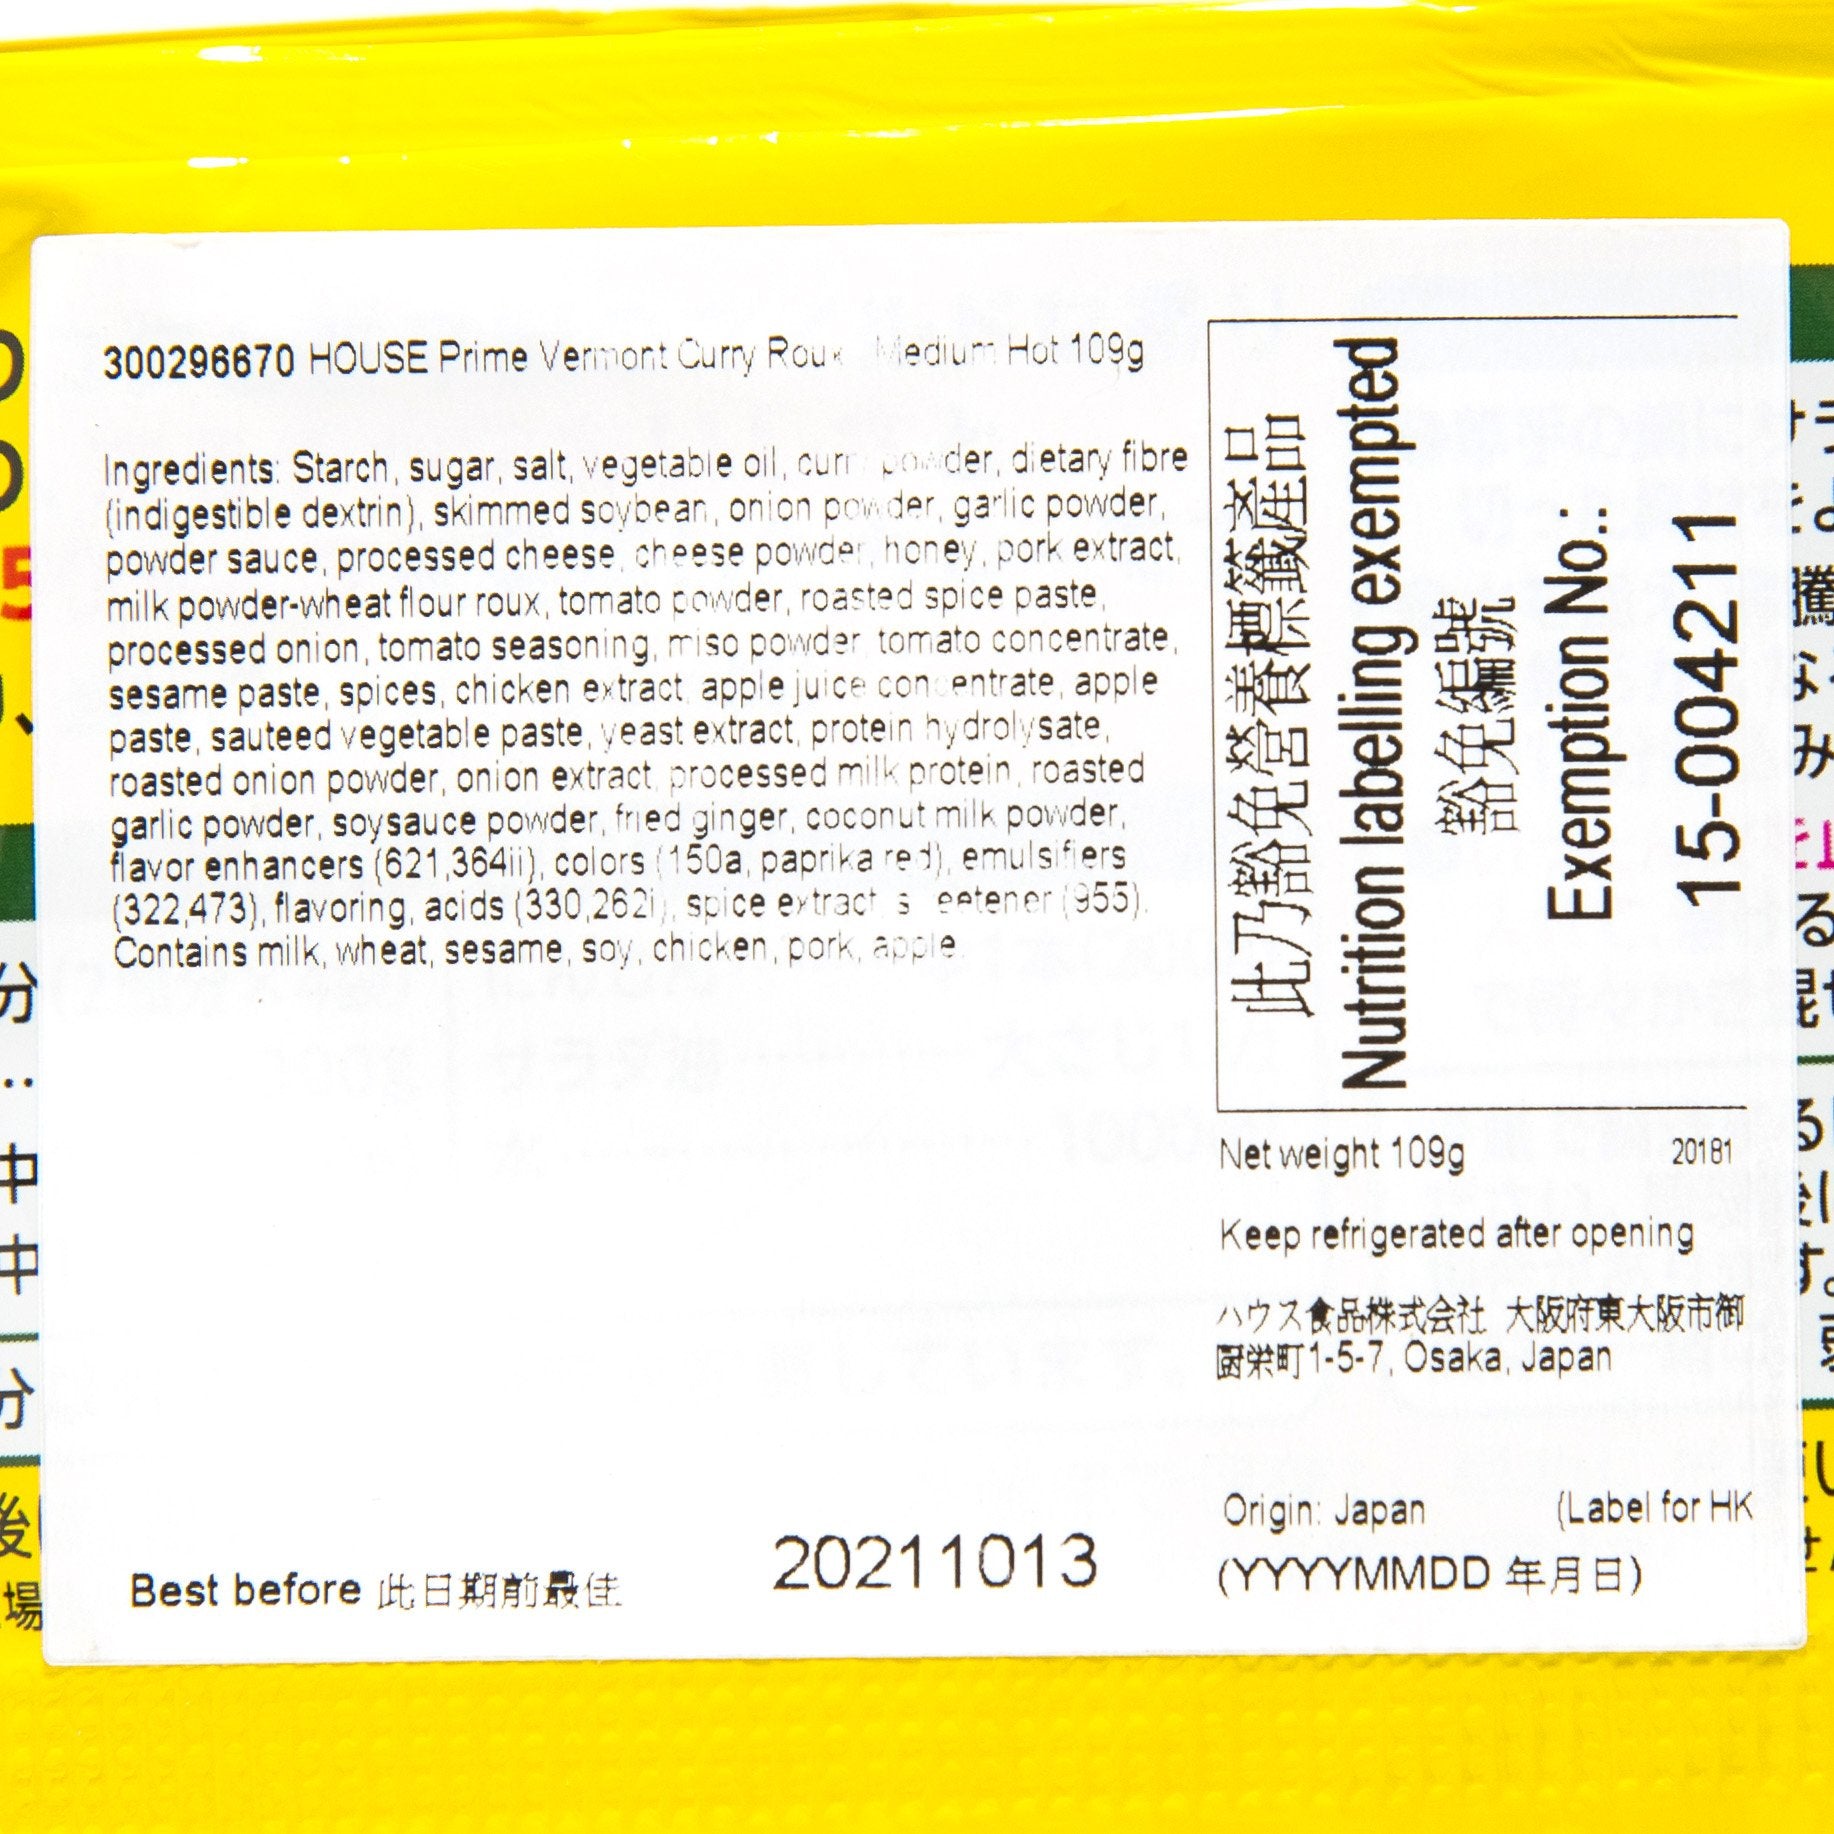 300296670 HOUSE Prime Vermont Curry Roux Medium Hot 109g
Ingredients: Starch, sugar, salt, vegetable oil, curry powder, dietary fibre
(indigestible dextrin), skimmed soybean, onion powder, garlic powder,
powder sauce, processed cheese, cheese powder, honey, pork extract,
milk powder-wheat flour roux, tomato powder, roasted spice paste,
processed onion, tomato seasoning, miso powder, tomato concentrate,
sesame paste, spices, chicken extract, apple juice concentrate, apple
paste, sauteed vegetable paste, yeast extract, protein hydrolysate,
roasted onion powder, onion extract, processed milk protein, roasted
garlic powder, soysauce powder, fried ginger, coconut milk powder,
flavor enhancers (621,364ii), colors (150a, paprika red), emulsifiers
(322,473), flavoring, acids (330,262i), spice extract, sweetener (955).
Contains milk, wheat, sesame, soy, chicken, pork, apple.
此乃豁免營養標籤產品
Nutrition labelling exempted
豁免編號
Exemption No.:
15-004211
Net weight 109g 20181
Keep refrigerated after opening
ハウス食品株式会社 大阪府東大阪市御
厨栄町1-5-7, Osaka, Japan
Origin: Japan (Label for HK
Best before 此日期前最佳 20211013 (YYYYMMDD 年月日)